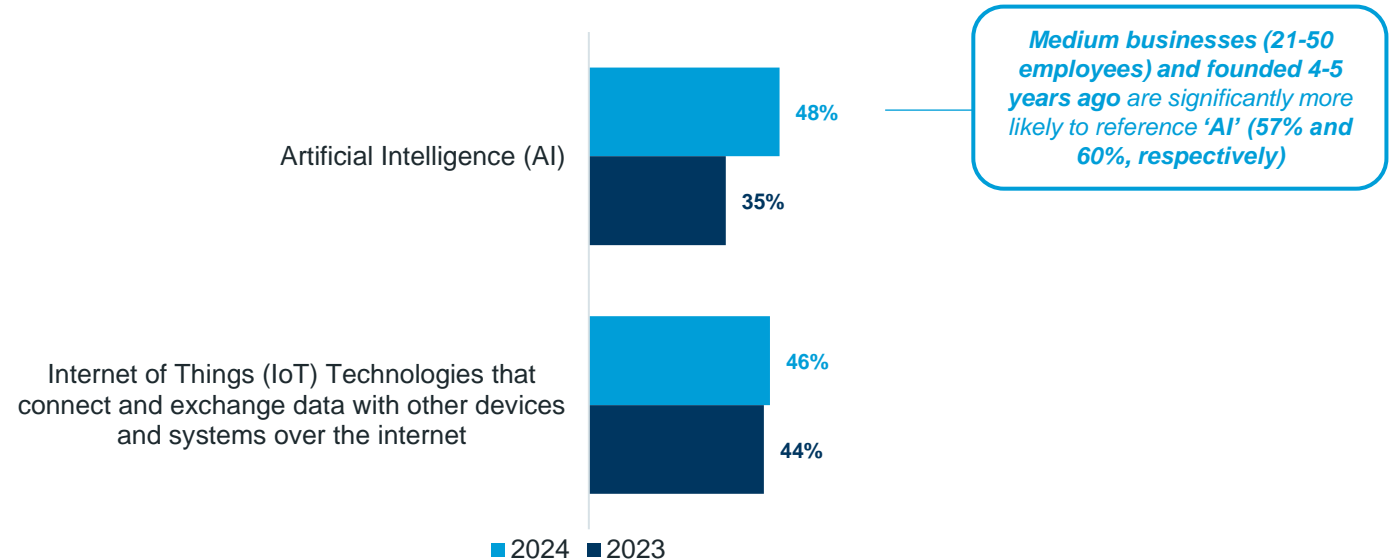 Medium businesses (21-50
employees) and founded 4-5
years ago are significantly more
likely to reference ‘AI’ (57% and
60%, respectively)
48%
Artificial Intelligence (AI)
35%
46%
Internet of Things (IoT) Technologies that
connect and exchange data with other devices
and systems over the internet
44%
2024 2023